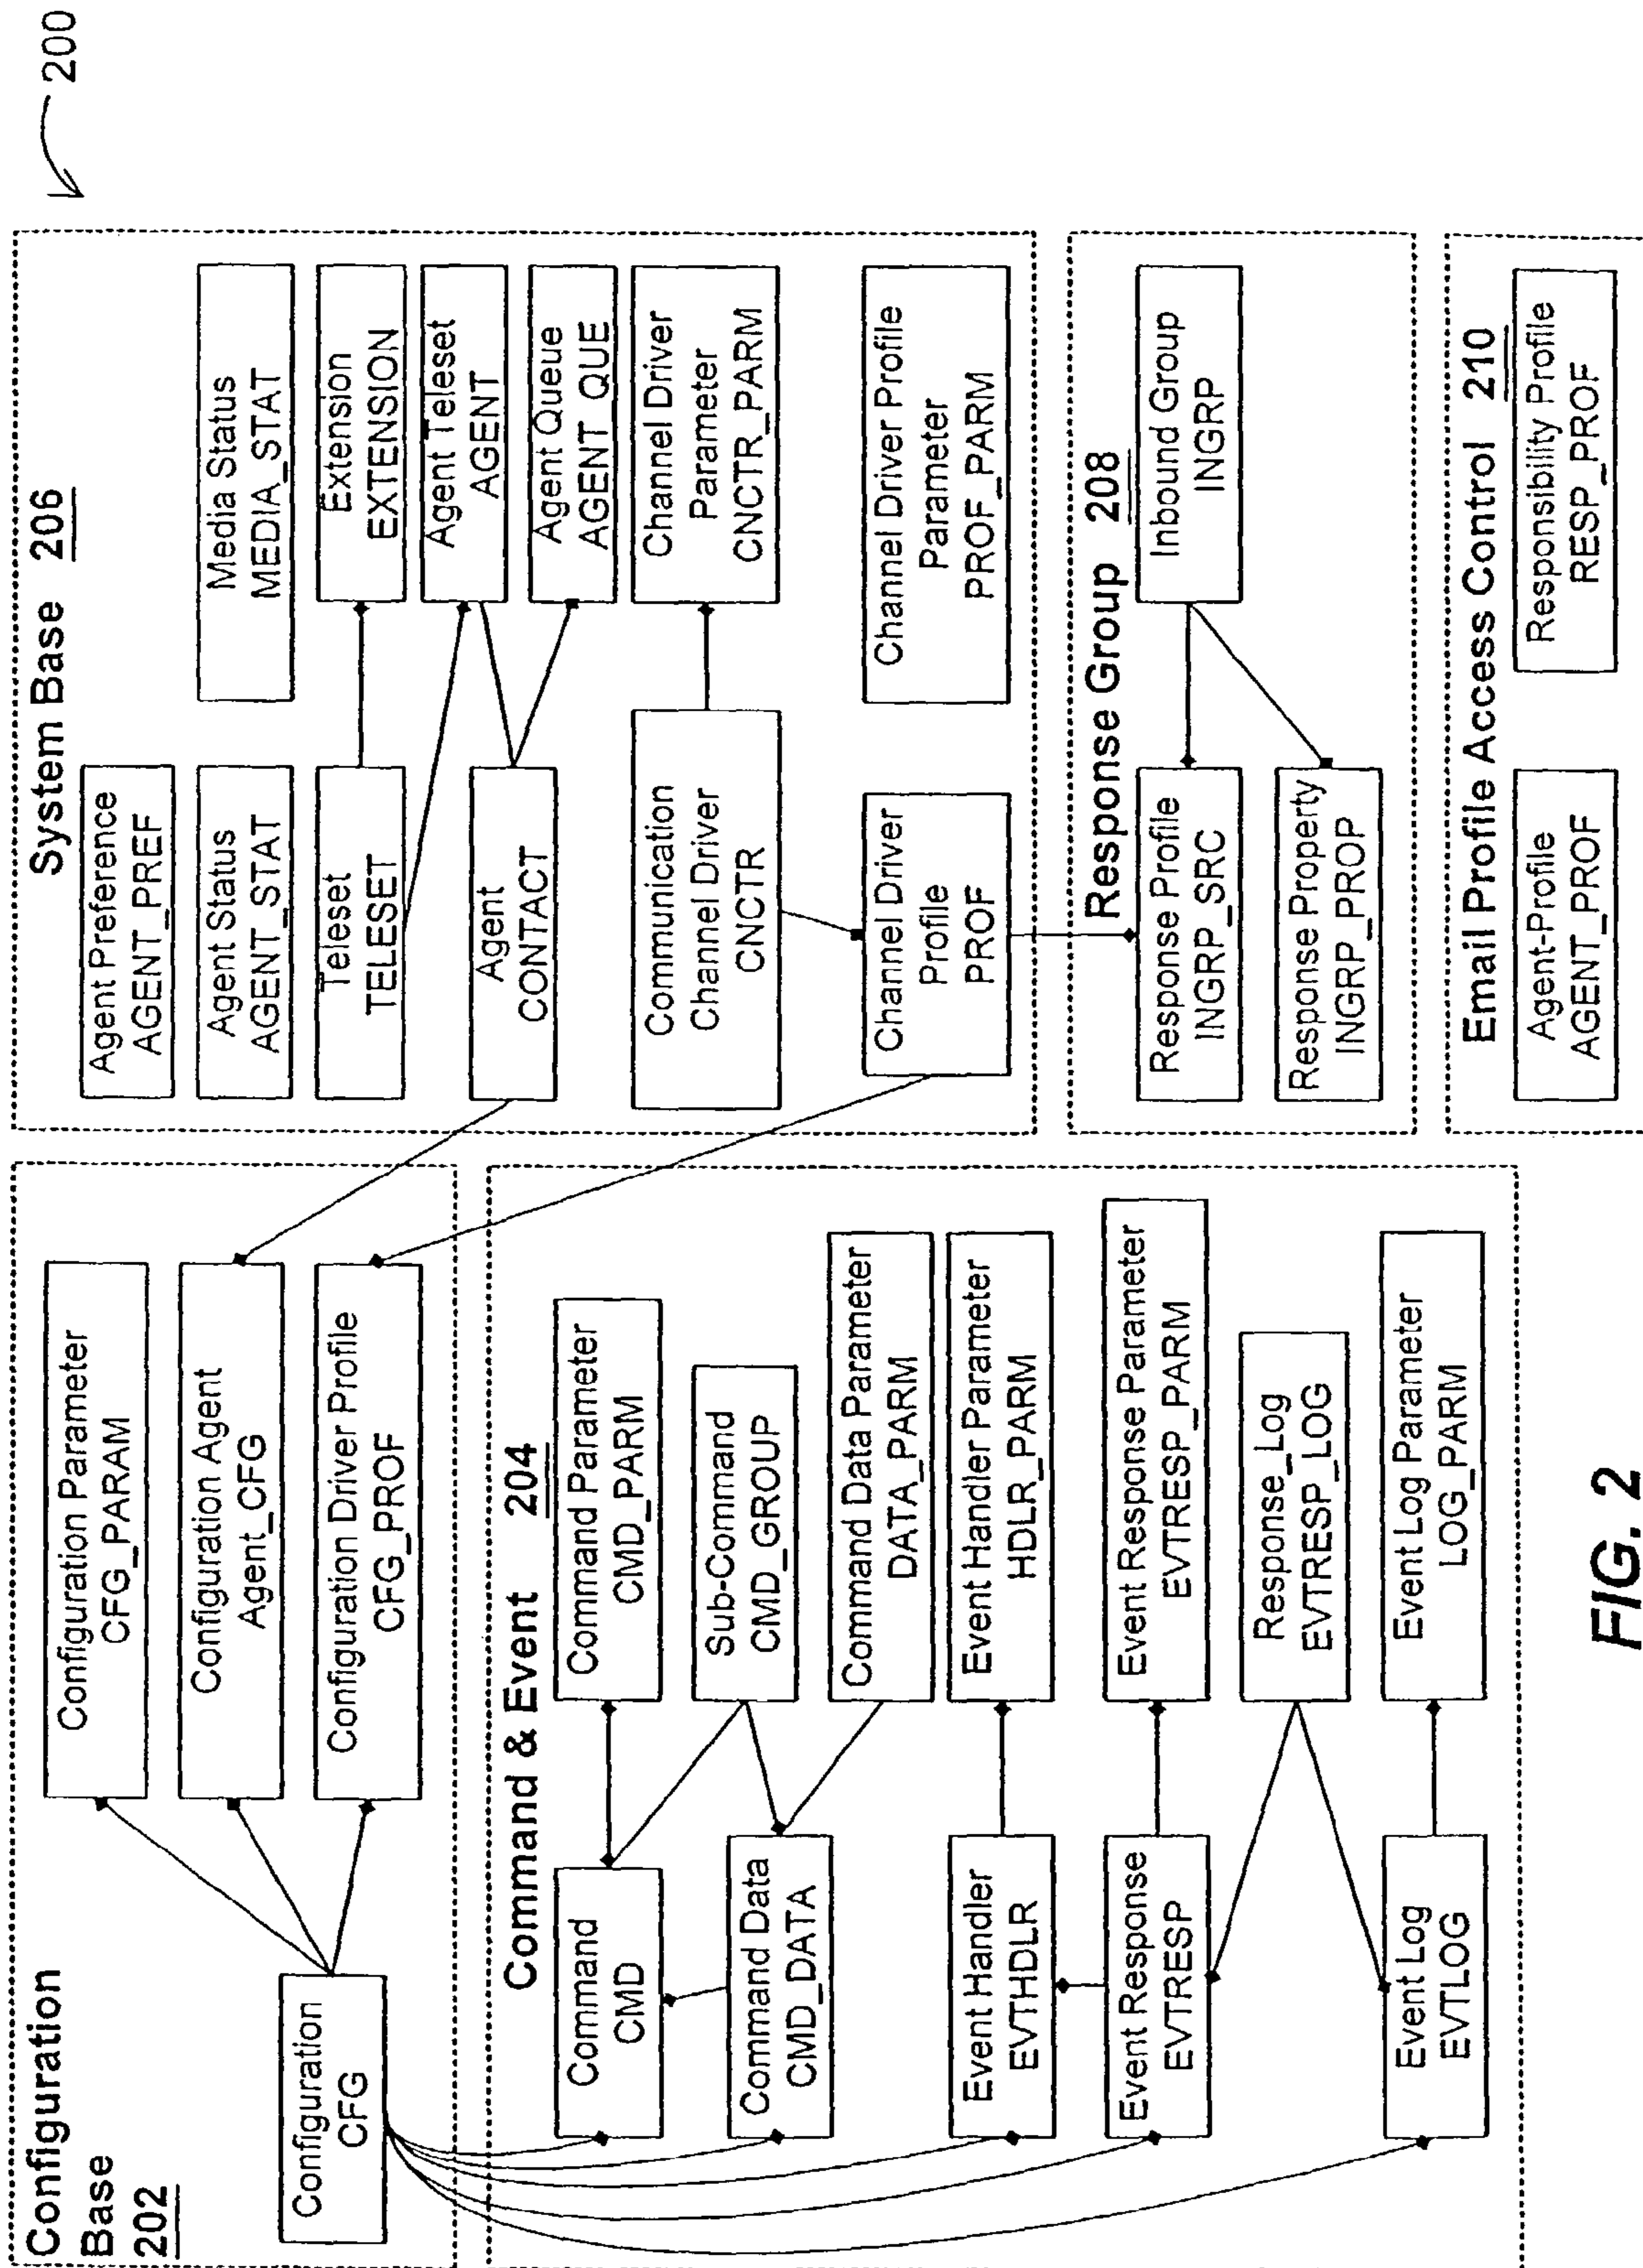 200
Configuration
Base
202
Configuration
CFG
Configuration Parameter
CFG_PARAM
Configuration Agent
Agent_CFG
Configuration Driver Profile
CFG_PROF
Command & Event 204
Command
CMD
Command Parameter
CMD_PARM
Sub-Command
CMD_GROUP
Command Data
CMD_DATA
Command Data Parameter
DATA_PARM
Event Handler
EVTHDLR
Event Handler Parameter
HDLR_PARM
Event Response
EVTRESP
Event Response Parameter
EVTRESP_PARM
Response_Log
EVTRESP_LOG
Event Log
EVTLOG
Event Log Parameter
LOG_PARM
System Base 206
Agent Preference
AGENT_PREF
Agent Status
AGENT_STAT
Media Status
MEDIA_STAT
Teleset
TELESET
Extension
EXTENSION
Agent Teleset
AGENT
Agent
CONTACT
Agent Queue
AGENT_QUE
Communication
Channel Driver
CNCTR
Channel Driver
Parameter
CNCTR_PARM
Channel Driver
Profile
PROF
Channel Driver Profile
Parameter
PROF_PARM
Response Group 208
Response Profile
INGRP_SRC
Inbound Group
INGRP
Response Property
INGRP_PROP
Email Profile Access Control 210
Agent-Profile
AGENT_PROF
Responsibility Profile
RESP_PROF
FIG. 2